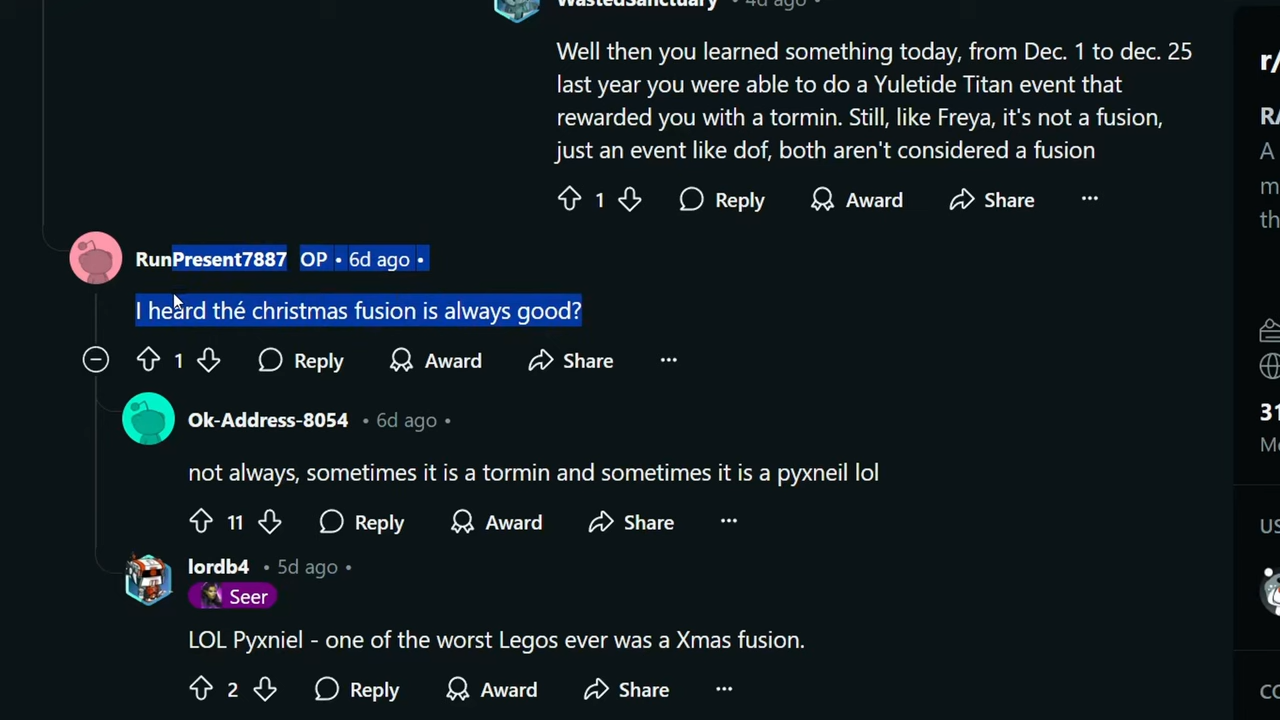 WastedSanctuary • 4d ago •
Well then you learned something today, from Dec. 1 to dec. 25
last year you were able to do a Yuletide Titan event that
rewarded you with a tormin. Still, like Freya, it's not a fusion,
just an event like dof, both aren't considered a fusion
1 Reply Award Share
r/
RunPresent7887 OP • 6d ago •
I heard thé christmas fusion is always good?
1 Reply Award Share
Ok-Address-8054 • 6d ago •
not always, sometimes it is a tormin and sometimes it is a pyxneil lol
11 Reply Award Share
lordb4 • 5d ago •
Seer
LOL Pyxniel - one of the worst Legos ever was a Xmas fusion.
2 Reply Award Share